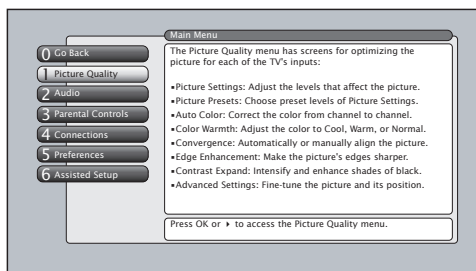 Main Menu
0 Go Back
1 Picture Quality
2 Audio
3 Parental Controls
4 Connections
5 Preferences
6 Assisted Setup
The Picture Quality menu has screens for optimizing the
picture for each of the TV's inputs:
▪Picture Settings: Adjust the levels that affect the picture.
▪Picture Presets: Choose preset levels of Picture Settings.
▪Auto Color: Correct the color from channel to channel.
▪Color Warmth: Adjust the color to Cool, Warm, or Normal.
▪Convergence: Automatically or manually align the picture.
▪Edge Enhancement: Make the picture's edges sharper.
▪Contrast Expand: Intensify and enhance shades of black.
▪Advanced Settings: Fine-tune the picture and its position.
Press OK or ▸ to access the Picture Quality menu.